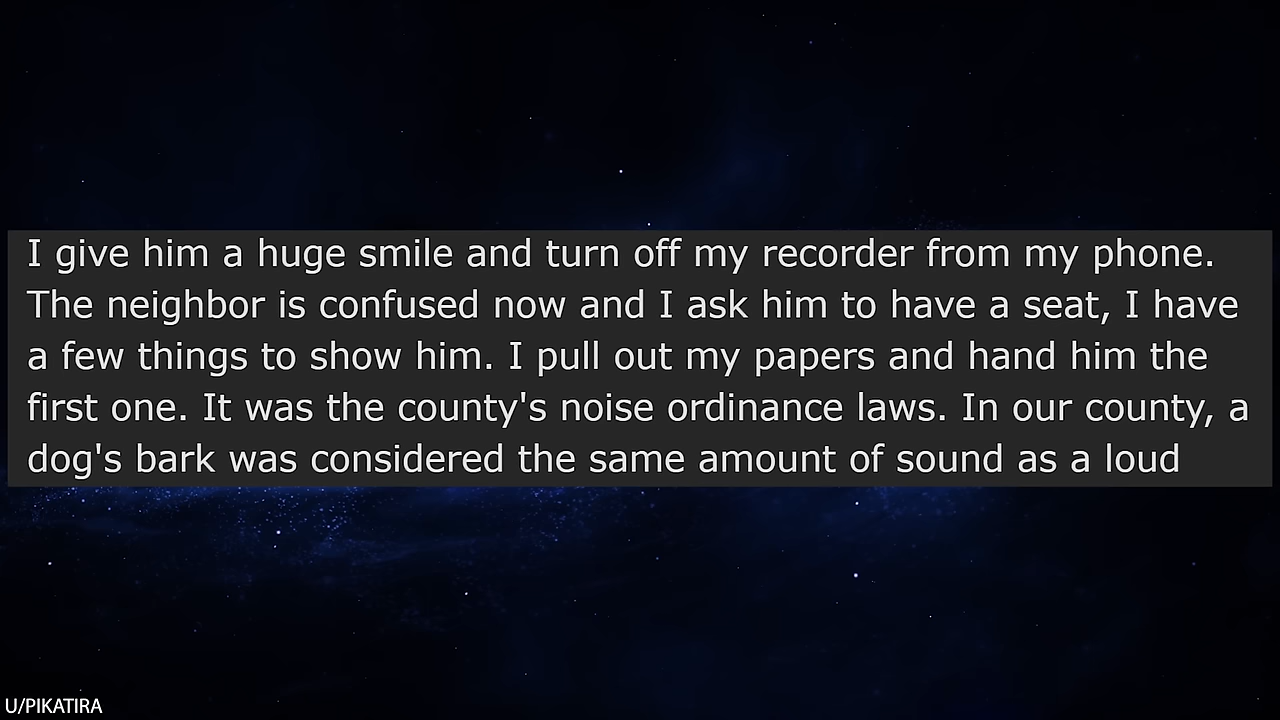 I give him a huge smile and turn off my recorder from my phone.
The neighbor is confused now and I ask him to have a seat, I have
a few things to show him. I pull out my papers and hand him the
first one. It was the county's noise ordinance laws. In our county, a
dog's bark was considered the same amount of sound as a loud
U/PIKATIRA